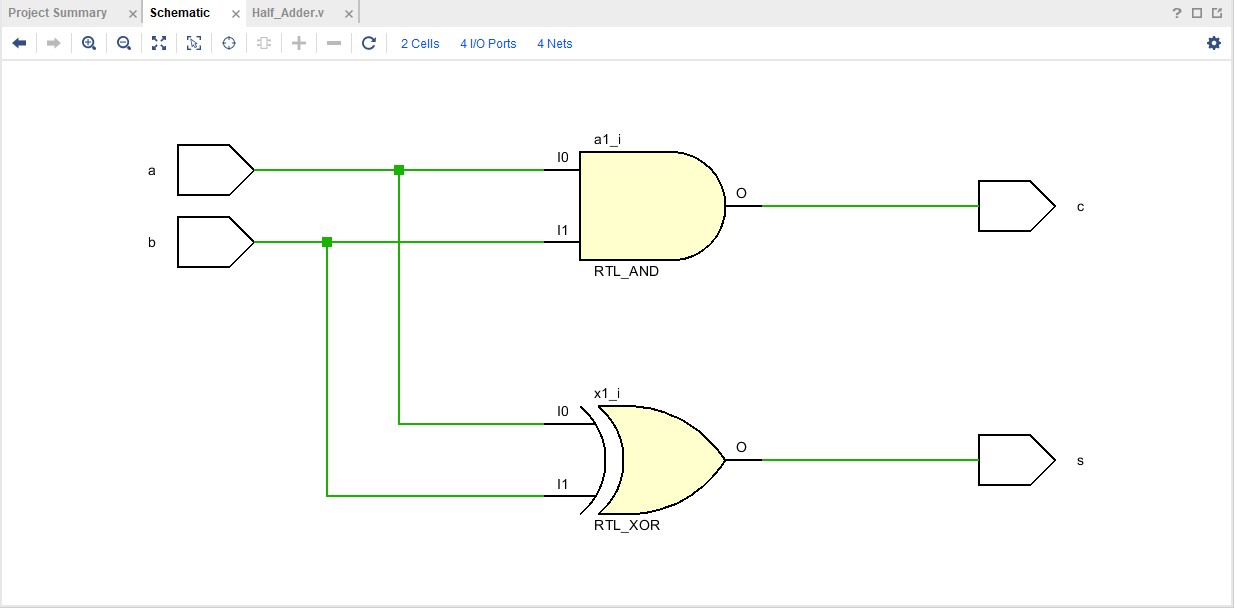 Project Summary Schematic Half_Adder.v ?
2 Cells 4 I/O Ports 4 Nets
a1_i
a I0
O
c
b I1
RTL_AND
x1_i
I0
O
s
I1
RTL_XOR